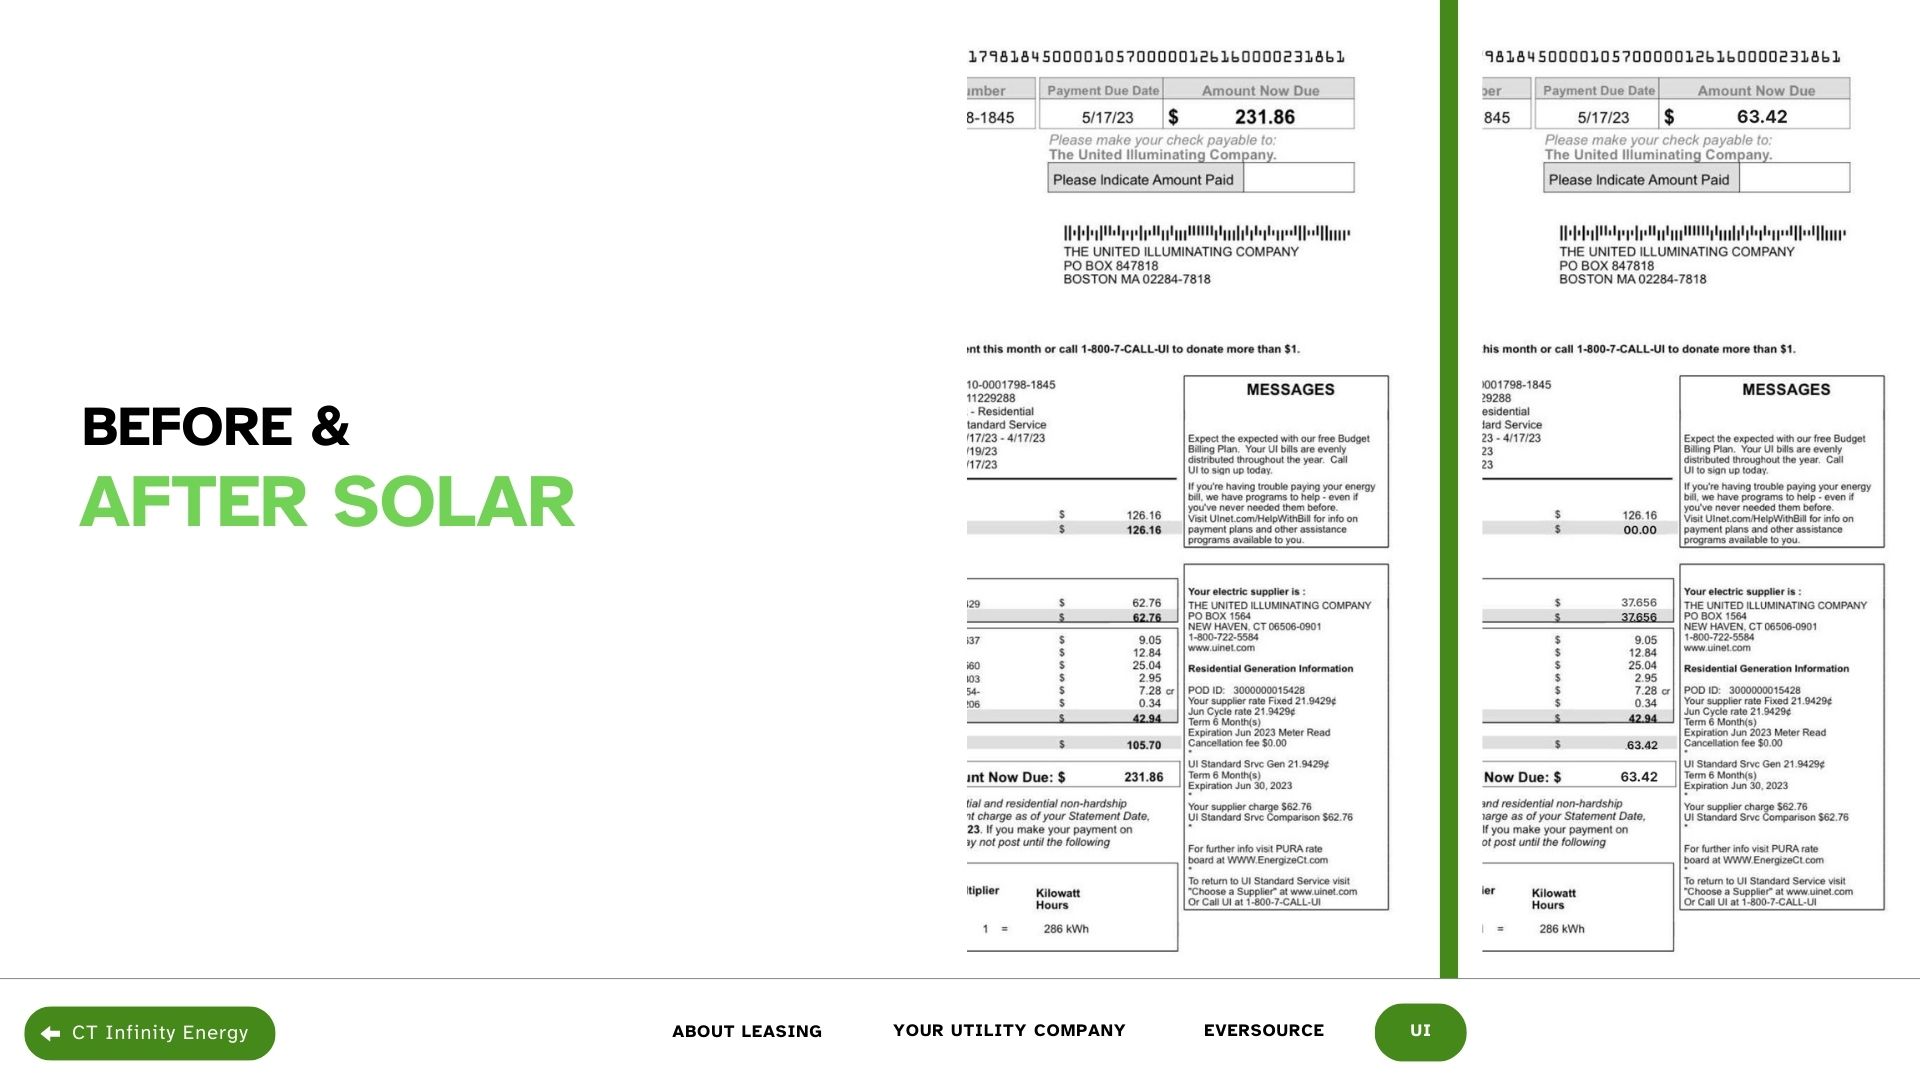 BEFORE &
AFTER SOLAR
179818450000105700000126160000231861
umber Payment Due Date Amount Now Due
8-1845 5/17/23 $ 231.86
Please make your check payable to:
The United Illuminating Company.
Please Indicate Amount Paid
THE UNITED ILLUMINATING COMPANY
PO BOX 847818
BOSTON MA 02284-7818
ent this month or call 1-800-7-CALL-UI to donate more than $1.
10-0001798-1845
11229288
- Residential
tandard Service
/17/23 - 4/17/23
/19/23
/17/23
$ 126.16
$ 126.16
429 $ 62.76
$ 62.76
637 $ 9.05
$ 12.84
560 $ 25.04
403 $ 2.95
54- $ 7.28 cr
206 $ 0.34
$ 42.94
$ 105.70
unt Now Due: $ 231.86
tial and residential non-hardship
nt charge as of your Statement Date,
23. If you make your payment on
ay not post until the following
ltiplier Kilowatt
Hours
1 = 286 kWh
MESSAGES
Expect the expected with our free Budget
Billing Plan. Your UI bills are evenly
distributed throughout the year. Call
UI to sign up today.
If you're having trouble paying your energy
bill, we have programs to help - even if
you've never needed them before.
Visit UInet.com/HelpWithBill for info on
payment plans and other assistance
programs available to you.
Your electric supplier is :
THE UNITED ILLUMINATING COMPANY
PO BOX 1564
NEW HAVEN, CT 06506-0901
1-800-722-5584
www.uinet.com
Residential Generation Information
POD ID: 3000000015428
Your supplier rate Fixed 21.9429¢
Jun Cycle rate 21.9429¢
Term 6 Month(s)
Expiration Jun 2023 Meter Read
Cancellation fee $0.00
*
UI Standard Srvc Gen 21.9429¢
Term 6 Month(s)
Expiration Jun 30, 2023
*
Your supplier charge $62.76
UI Standard Srvc Comparison $62.76
*
For further info visit PURA rate
board at WWW.EnergizeCt.com
*
To return to UI Standard Service visit
"Choose a Supplier" at www.uinet.com
Or Call UI at 1-800-7-CALL-UI
9818450000105700000126160000231861
ber Payment Due Date Amount Now Due
845 5/17/23 $ 63.42
Please make your check payable to:
The United Illuminating Company.
Please Indicate Amount Paid
THE UNITED ILLUMINATING COMPANY
PO BOX 847818
BOSTON MA 02284-7818
his month or call 1-800-7-CALL-UI to donate more than $1.
0001798-1845
29288
esidential
dard Service
23 - 4/17/23
23
23
$ 126.16
$ 00.00
$ 37.656
$ 37.656
$ 9.05
$ 12.84
$ 25.04
$ 2.95
$ 7.28 cr
$ 0.34
$ 42.94
$ 63.42
Now Due: $ 63.42
and residential non-hardship
harge as of your Statement Date,
If you make your payment on
ot post until the following
ier Kilowatt
Hours
= 286 kWh
MESSAGES
Expect the expected with our free Budget
Billing Plan. Your UI bills are evenly
distributed throughout the year. Call
UI to sign up today.
If you're having trouble paying your energy
bill, we have programs to help - even if
you've never needed them before.
Visit UInet.com/HelpWithBill for info on
payment plans and other assistance
programs available to you.
Your electric supplier is :
THE UNITED ILLUMINATING COMPANY
PO BOX 1564
NEW HAVEN, CT 06506-0901
1-800-722-5584
www.uinet.com
Residential Generation Information
POD ID: 3000000015428
Your supplier rate Fixed 21.9429¢
Jun Cycle rate 21.9429¢
Term 6 Month(s)
Expiration Jun 2023 Meter Read
Cancellation fee $0.00
*
UI Standard Srvc Gen 21.9429¢
Term 6 Month(s)
Expiration Jun 30, 2023
*
Your supplier charge $62.76
UI Standard Srvc Comparison $62.76
*
For further info visit PURA rate
board at WWW.EnergizeCt.com
*
To return to UI Standard Service visit
"Choose a Supplier" at www.uinet.com
Or Call UI at 1-800-7-CALL-UI
CT Infinity Energy
ABOUT LEASING
YOUR UTILITY COMPANY
EVERSOURCE
UI